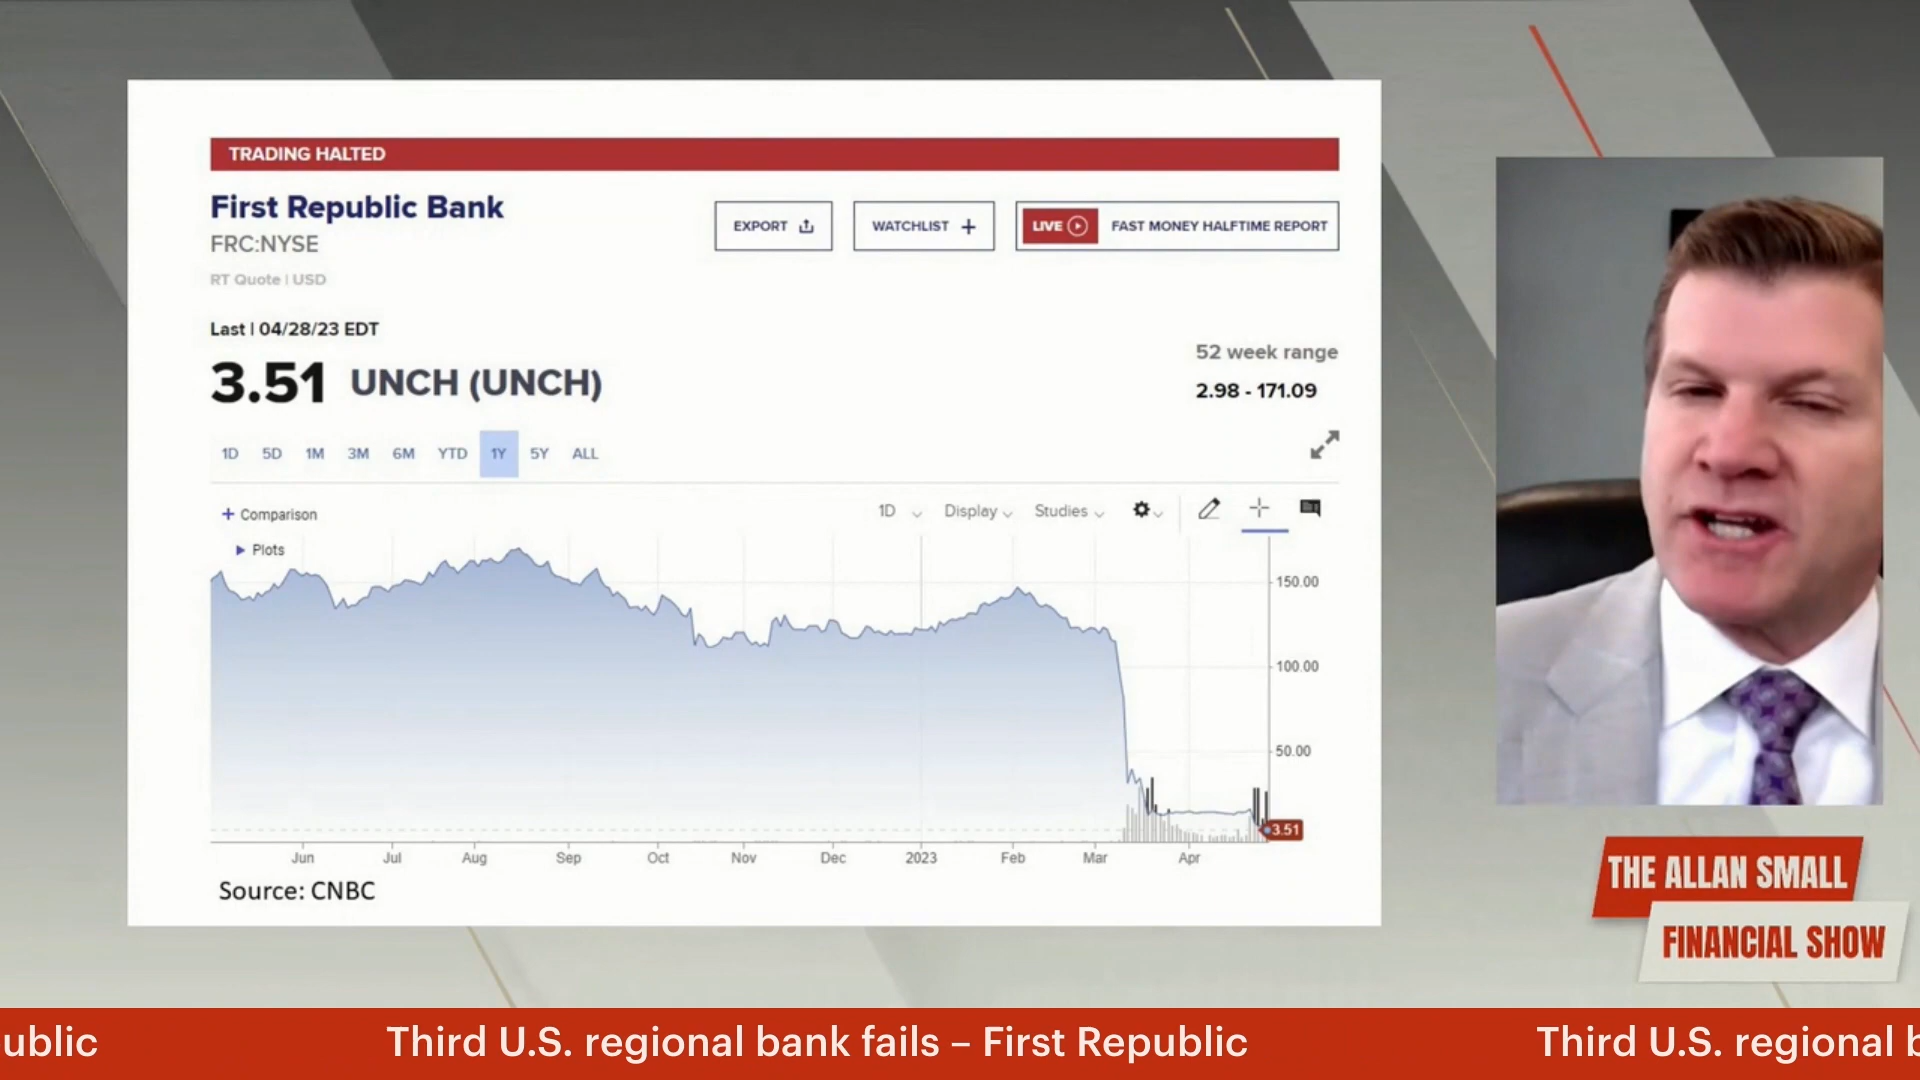 TRADING HALTED
First Republic Bank
FRC:NYSE
RT Quote | USD
EXPORT
WATCHLIST +
LIVE
FAST MONEY HALFTIME REPORT
Last | 04/28/23 EDT
3.51 UNCH (UNCH)
52 week range
2.98 - 171.09
1D 5D 1M 3M 6M YTD 1Y 5Y ALL
+ Comparison
1D Display Studies
Plots
150.00
100.00
50.00
3.51
Jun Jul Aug Sep Oct Nov Dec 2023 Feb Mar Apr
Source: CNBC
THE ALLAN SMALL
FINANCIAL SHOW
ublic Third U.S. regional bank fails – First Republic Third U.S. regional b